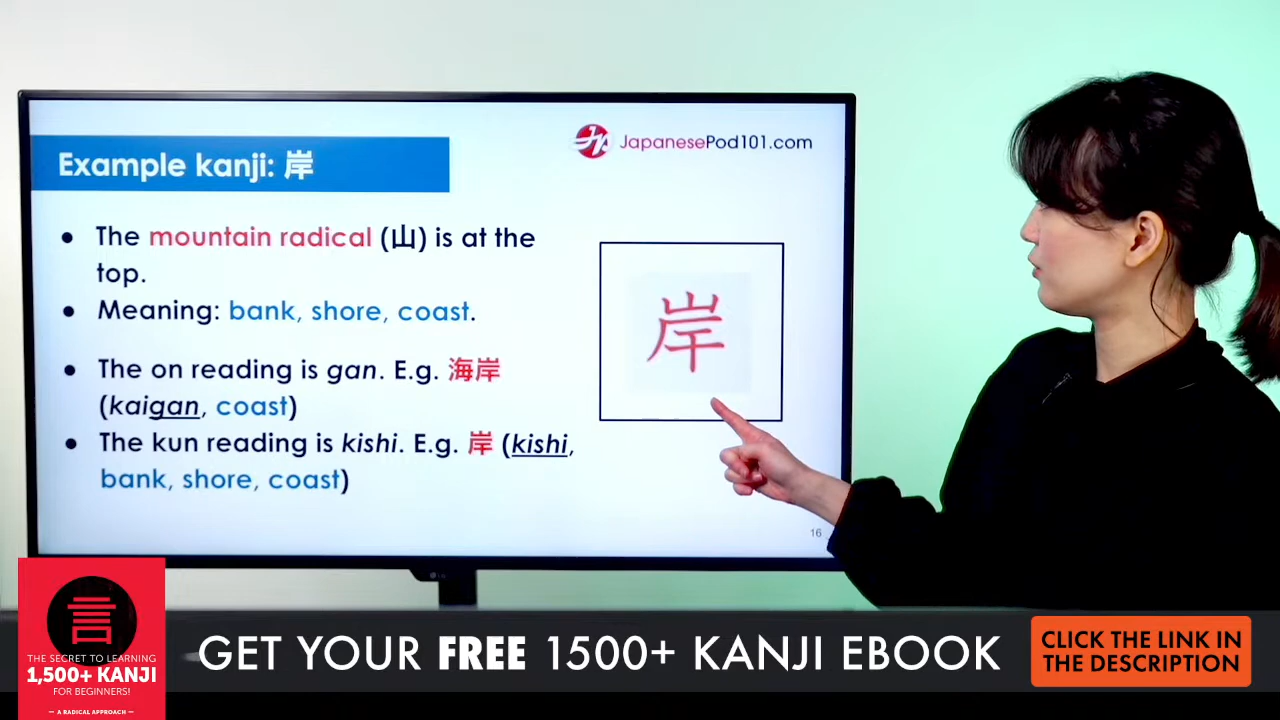 JapanesePod101.com
Example kanji: 岸
● The mountain radical (山) is at the
top.
● Meaning: bank, shore, coast.
● The on reading is gan. E.g. 海岸
(kaigan, coast)
● The kun reading is kishi. E.g. 岸 (kishi,
bank, shore, coast)
岸
16
LG
言
THE SECRET TO LEARNING
1,500+ KANJI
FOR BEGINNERS!
— A RADICAL APPROACH —
GET YOUR FREE 1500+ KANJI EBOOK
CLICK THE LINK IN
THE DESCRIPTION